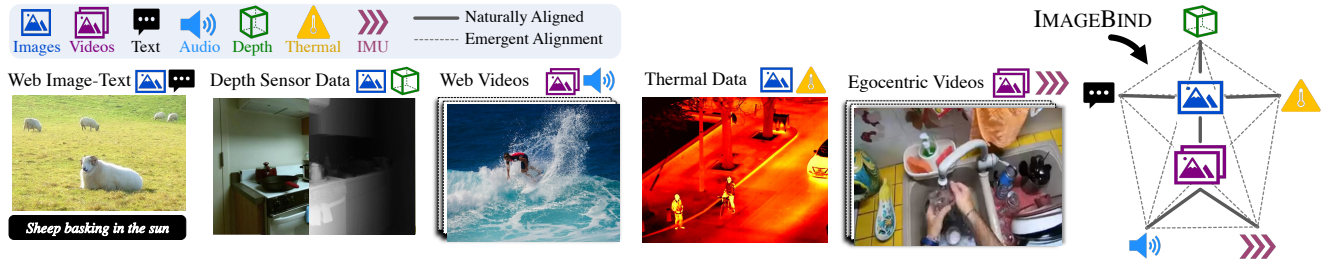 Images Videos Text Audio Depth Thermal IMU
Naturally Aligned
Emergent Alignment
IMAGEBIND
Web Image-Text
Depth Sensor Data
Web Videos
Thermal Data
Egocentric Videos
Sheep basking in the sun